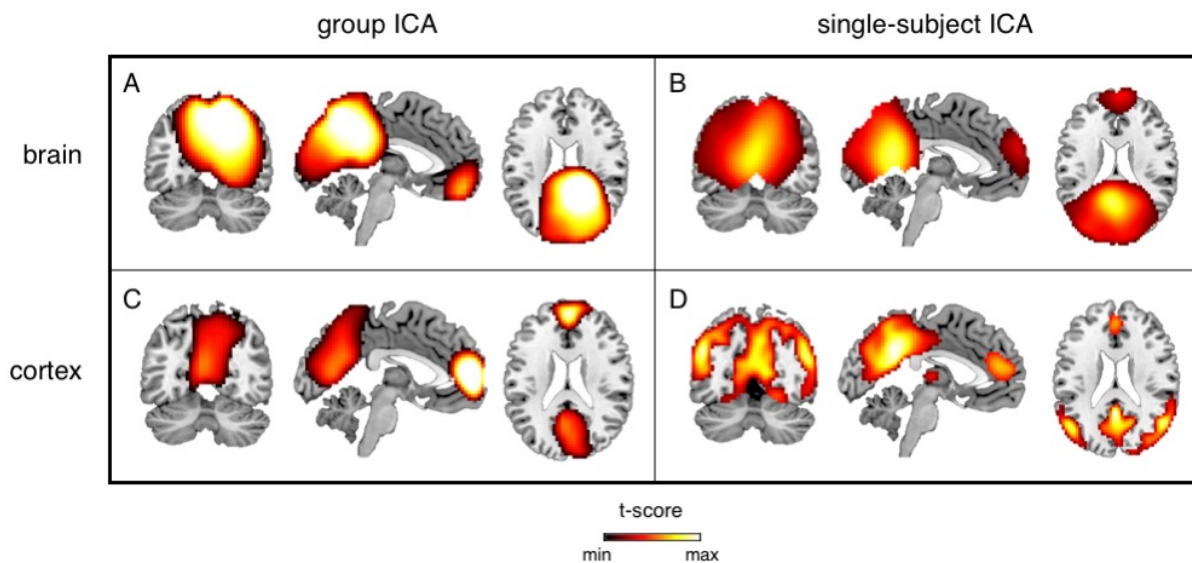 group ICA
single-subject ICA
A
B
brain
C
D
cortex
t-score
min
max